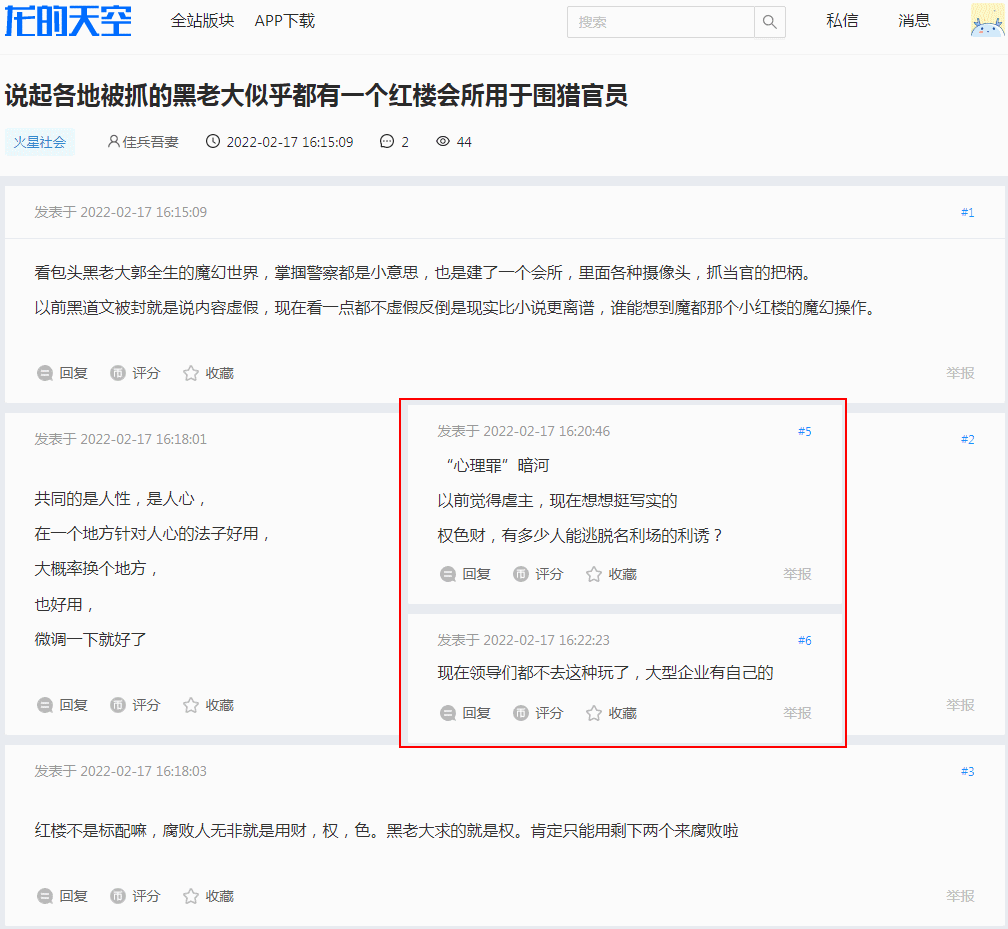 龙的天空
全站版块 APP下载
搜索
私信 消息
说起各地被抓的黑老大似乎都有一个红楼会所用于围猎官员
火星社会 佳兵吾妻 2022-02-17 16:15:09 2 44
发表于 2022-02-17 16:15:09 #1
看包头黑老大郭全生的魔幻世界，掌掴警察都是小意思，也是建了一个会所，里面各种摄像头，抓当官的把柄。
以前黑道文被封就是说内容虚假，现在看一点都不虚假反倒是现实比小说更离谱，谁能想到魔都那个小红楼的魔幻操作。
回复 评分 收藏 举报
发表于 2022-02-17 16:18:01 #2
共同的是人性，是人心，
在一个地方针对人心的法子好用，
大概率换个地方，
也好用，
微调一下就好了
回复 评分 收藏 举报
发表于 2022-02-17 16:20:46 #5
“心理罪”暗河
以前觉得虐主，现在想想挺写实的
权色财，有多少人能逃脱名利场的利诱？
回复 评分 收藏 举报
发表于 2022-02-17 16:22:23 #6
现在领导们都不去这种玩了，大型企业有自己的
回复 评分 收藏 举报
发表于 2022-02-17 16:18:03 #3
红楼不是标配嘛，腐败人无非就是用财，权，色。黑老大求的就是权。肯定只能用剩下两个来腐败啦
回复 评分 收藏 举报